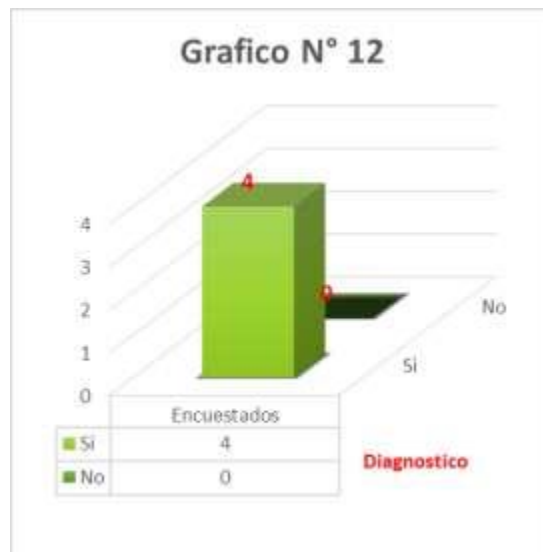 Grafico N° 12
4
4
3
0
2
No
1
Si
0
Encuestados
Si 4
Diagnostico
No 0